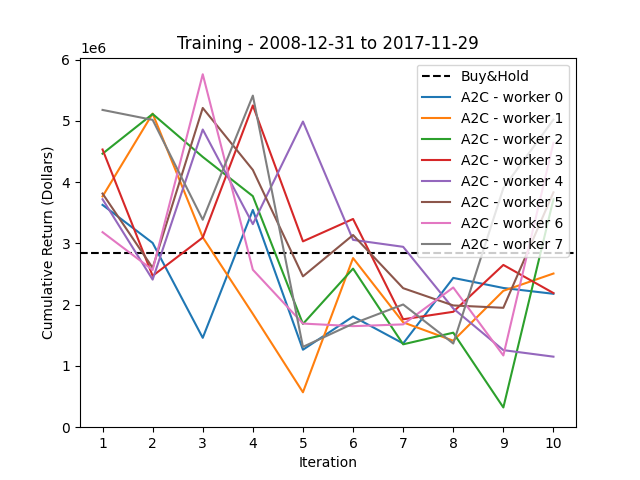 Training - 2008-12-31 to 2017-11-29
1e6
6
5
4
3
2
1
0
Cumulative Return (Dollars)
Buy&Hold
A2C - worker 0
A2C - worker 1
A2C - worker 2
A2C - worker 3
A2C - worker 4
A2C - worker 5
A2C - worker 6
A2C - worker 7
1 2 3 4 5 6 7 8 9 10
Iteration